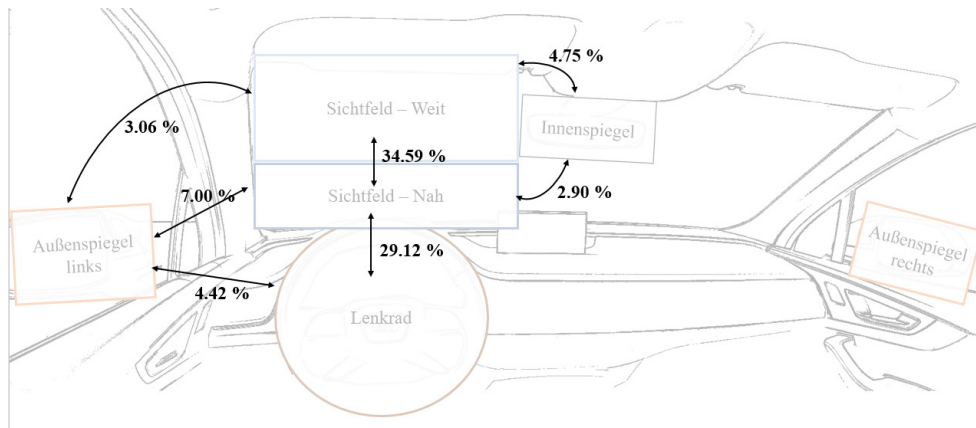 4.75 %
Sichtfeld – Weit
Innenspiegel
3.06 %
34.59 %
7.00 %
Sichtfeld – Nah
2.90 %
Außenspiegel
links
29.12 %
Außenspiegel
rechts
4.42 %
Lenkrad